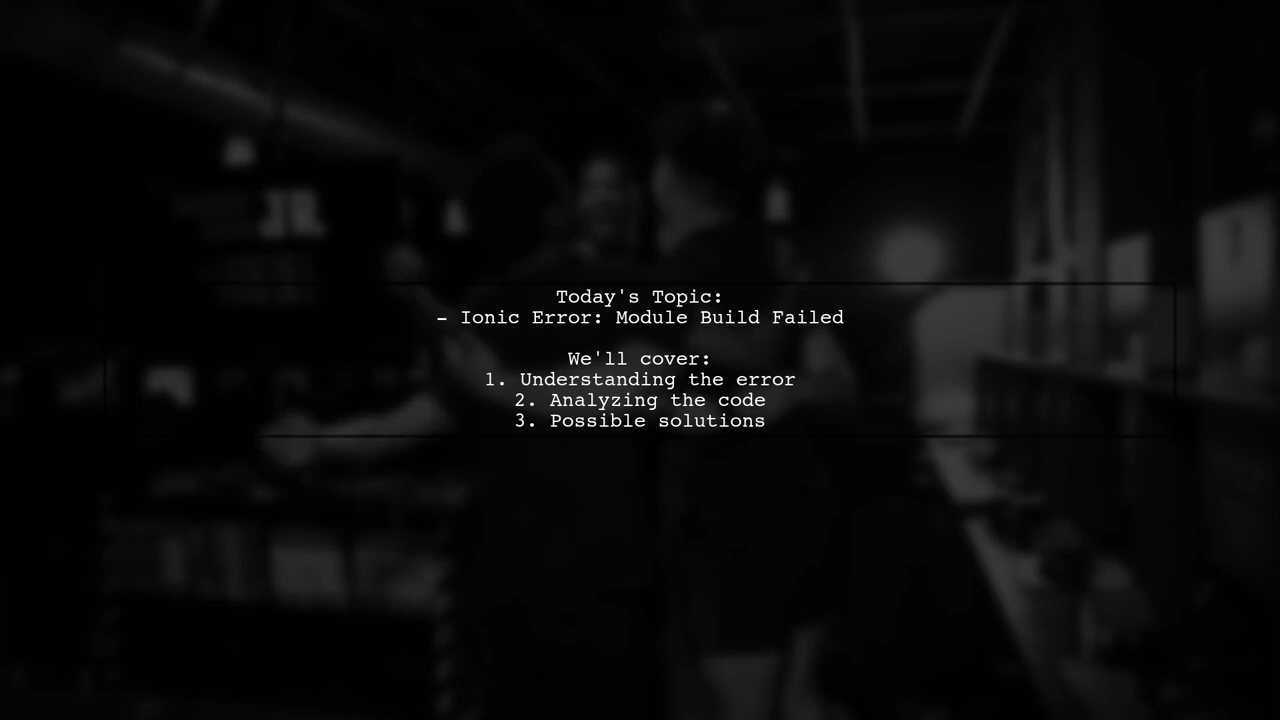 Today's Topic:
- Ionic Error: Module Build Failed
We'll cover:
1. Understanding the error
2. Analyzing the code
3. Possible solutions